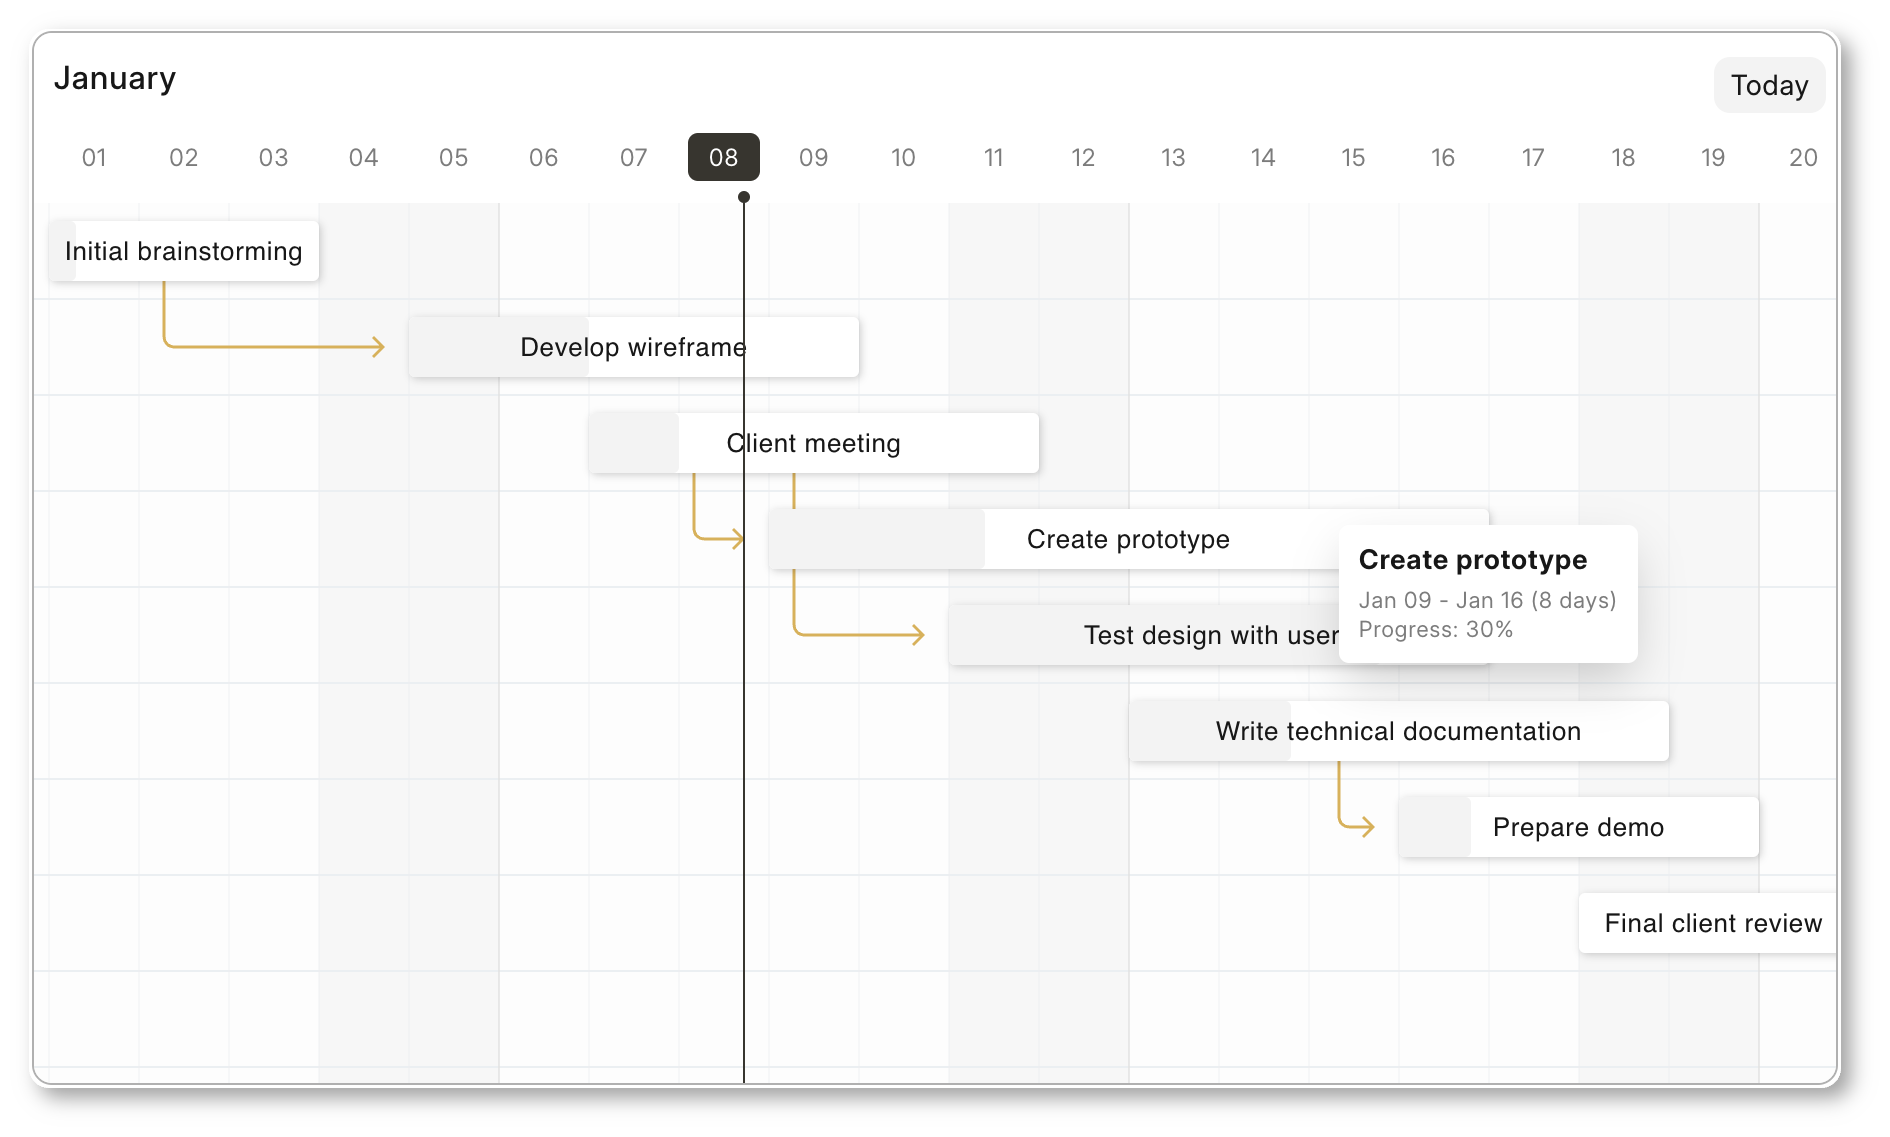 January
Today
01 02 03 04 05 06 07 08 09 10 11 12 13 14 15 16 17 18 19 20
Initial brainstorming
Develop wireframe
Client meeting
Create prototype
Create prototype
Jan 09 - Jan 16 (8 days)
Progress: 30%
Test design with user
Write technical documentation
Prepare demo
Final client review